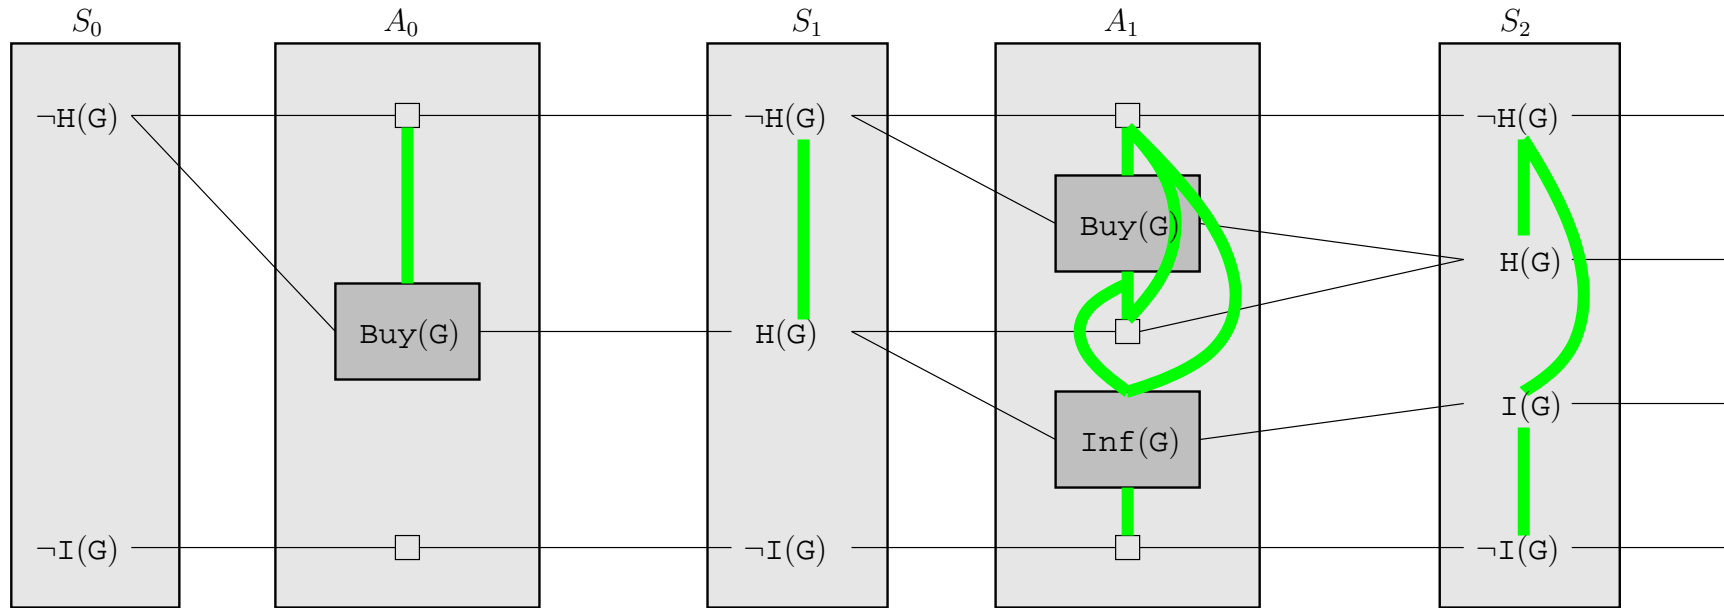 S₀ A₀ S₁ A₁ S₂
¬H(G) ¬H(G) ¬H(G)
Buy(G)
H(G)
Buy(G) H(G)
I(G)
Inf(G)
¬I(G) ¬I(G) ¬I(G)